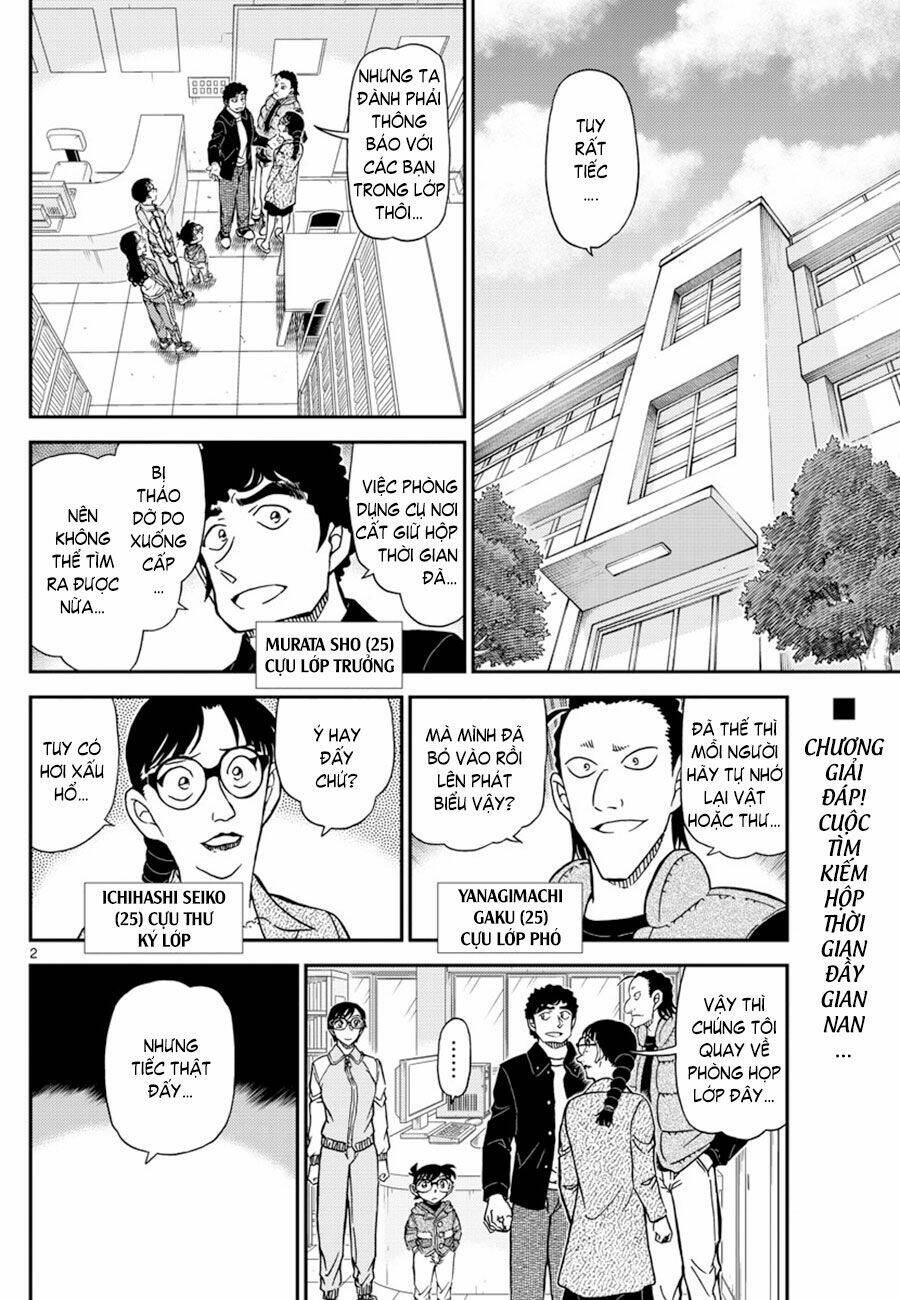 TUY
RẤT
TIẾC
....
NHƯNG TA
ĐÀNH PHẢI
THÔNG
BÁO VỚI
CÁC BẠN
TRONG LỚP
THÔI...
VIỆC PHÒNG
DỤNG CỤ NƠI
CẤT GIỮ HỘP
THỜI GIAN
ĐÃ...
BỊ
THÁO
DỠ DO
XUỐNG
CẤP
...
NÊN
KHÔNG
THỂ TÌM
RA ĐƯỢC
NỮA...
MURATA SHO (25)
CỰU LỚP TRƯỞNG
CHƯƠNG
GIẢI
ĐÁP!
CUỘC
TÌM
KIẾM
HỘP
THỜI
GIAN
ĐẦY
GIAN
NAN
...
ĐÃ THẾ THÌ
MỖI NGƯỜI
HÃY TỰ NHỚ
LẠI VẬT
HOẶC THƯ...
MÀ MÌNH ĐÃ
BỎ VÀO RỒI
LÊN PHÁT
BIỂU VẬY?
YANAGIMACHI
GAKU (25)
CỰU LỚP PHÓ
Ý HAY
ĐẤY
CHỨ?
TUY CÓ
HƠI XẤU
HỔ...
ICHIHASHI SEIKO
(25) CỰU THƯ
KÝ LỚP
2
VẬY THÌ
CHÚNG TÔI
QUAY VỀ
PHÒNG HỌP
LỚP ĐÂY...
......
NHƯNG
TIẾC THẬT
ĐẤY...